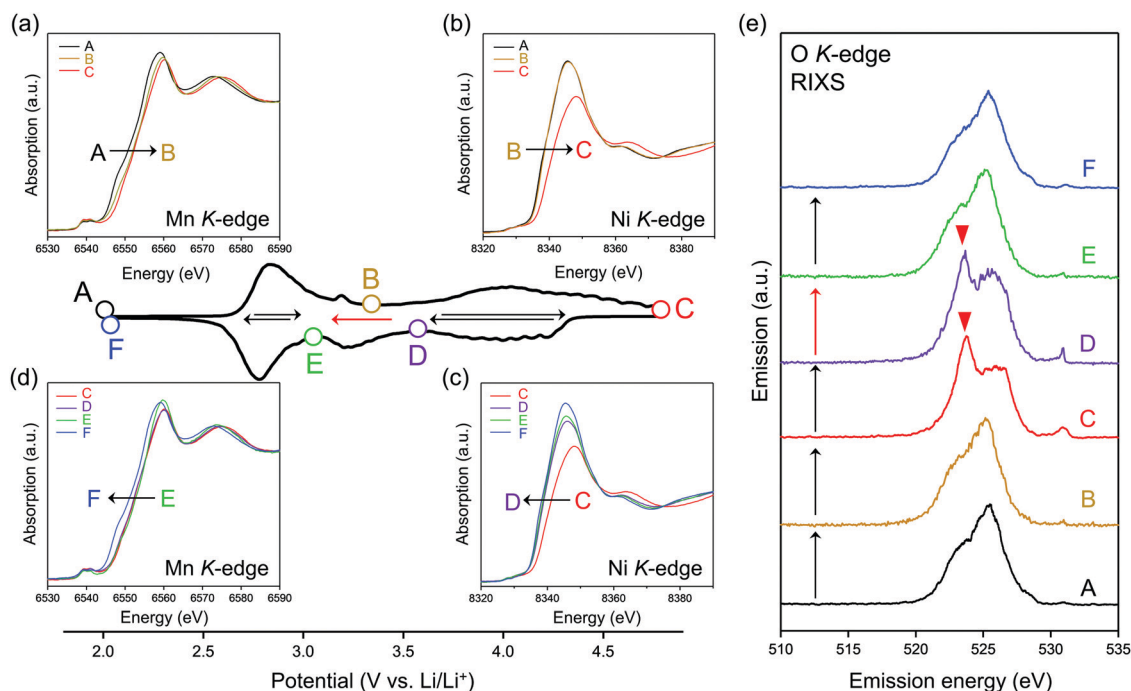 (a)
A
B
C
A
B
Mn K-edge
Absorption (a.u.)
6530 6540 6550 6560 6570 6580 6590
Energy (eV)
(b)
A
B
C
B
C
Ni K-edge
Absorption (a.u.)
8320 8340 8360 8380
Energy (eV)
A
F
B
E
D
C
(d)
C
D
E
F
F
E
Mn K-edge
Absorption (a.u.)
6530 6540 6550 6560 6570 6580 6590
Energy (eV)
(c)
C
D
E
F
D
C
Ni K-edge
Absorption (a.u.)
8320 8340 8360 8380
Energy (eV)
2.0 2.5 3.0 3.5 4.0 4.5
Potential (V vs. Li/Li⁺)
(e)
O K-edge
RIXS
F
E
D
C
B
A
Emission (a.u.)
510 515 520 525 530 535
Emission energy (eV)